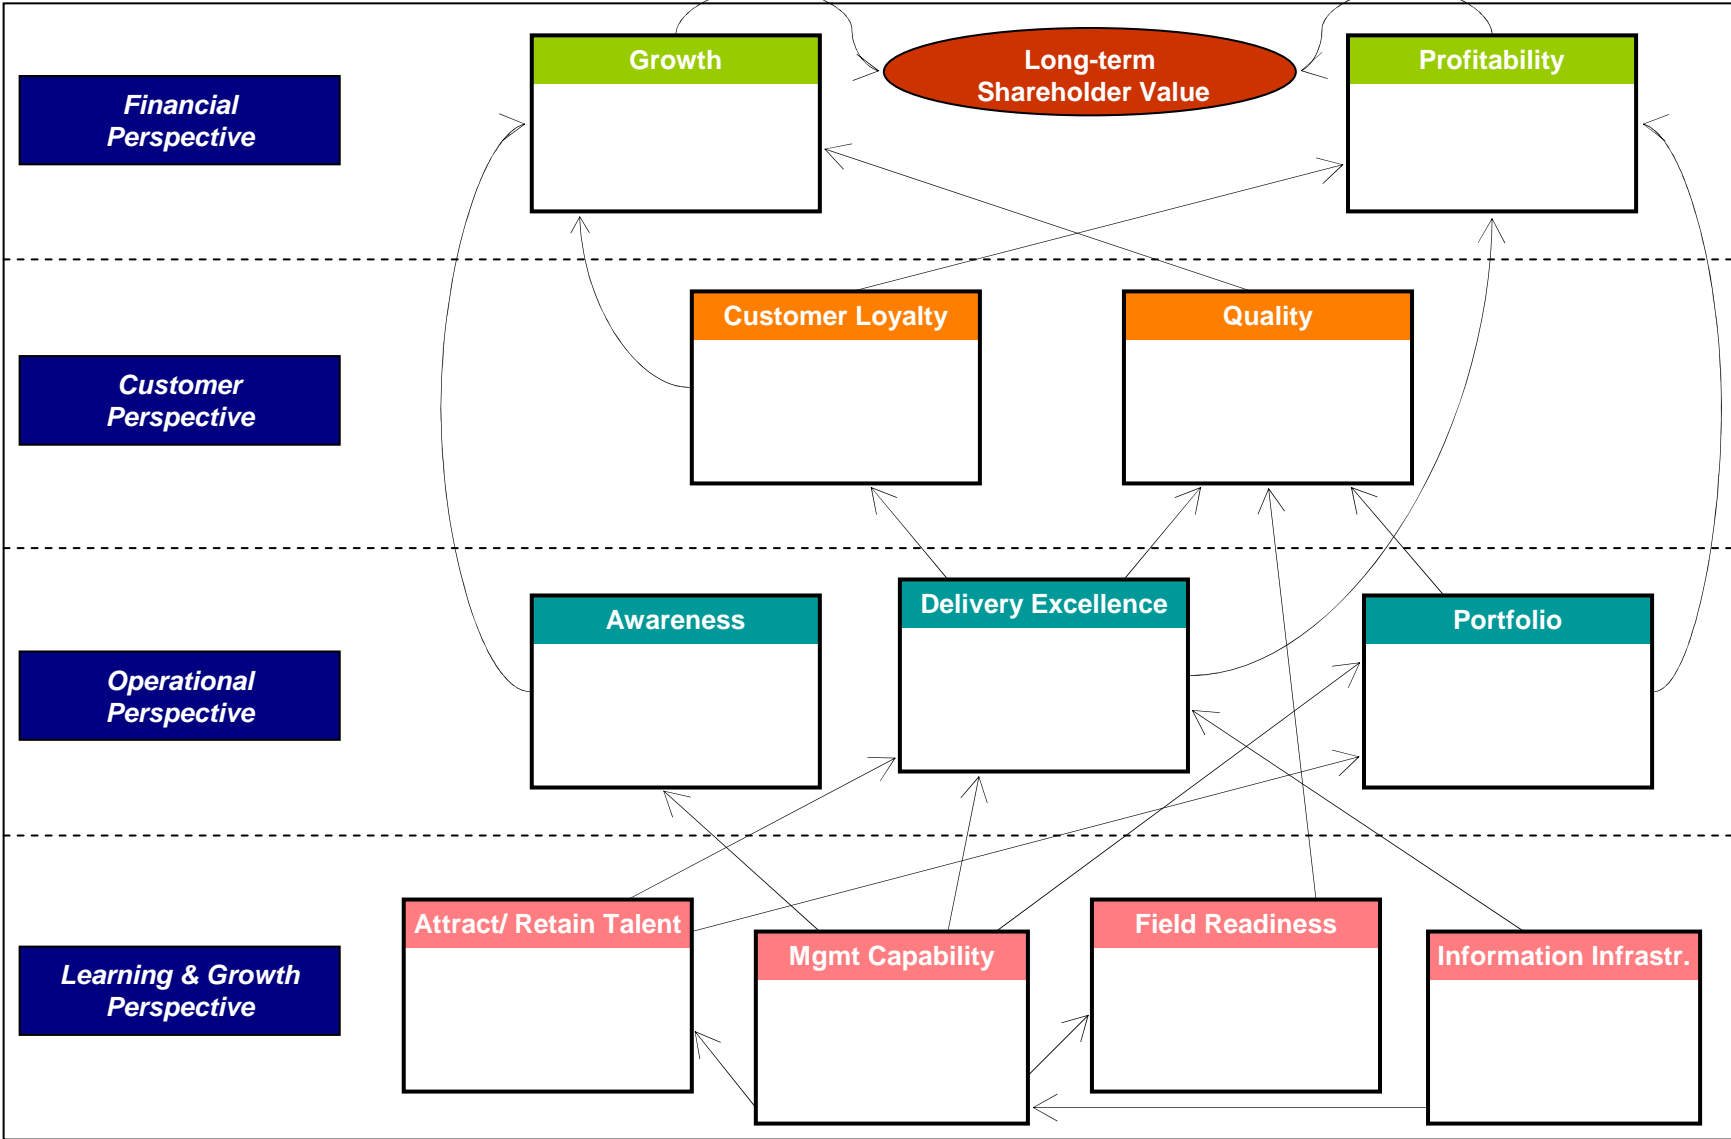 Growth
Long-term
Shareholder Value
Profitability
Financial
Perspective
Customer Loyalty
Quality
Customer
Perspective
Awareness
Delivery Excellence
Portfolio
Operational
Perspective
Attract/ Retain Talent
Mgmt Capability
Field Readiness
Information Infrastr.
Learning & Growth
Perspective